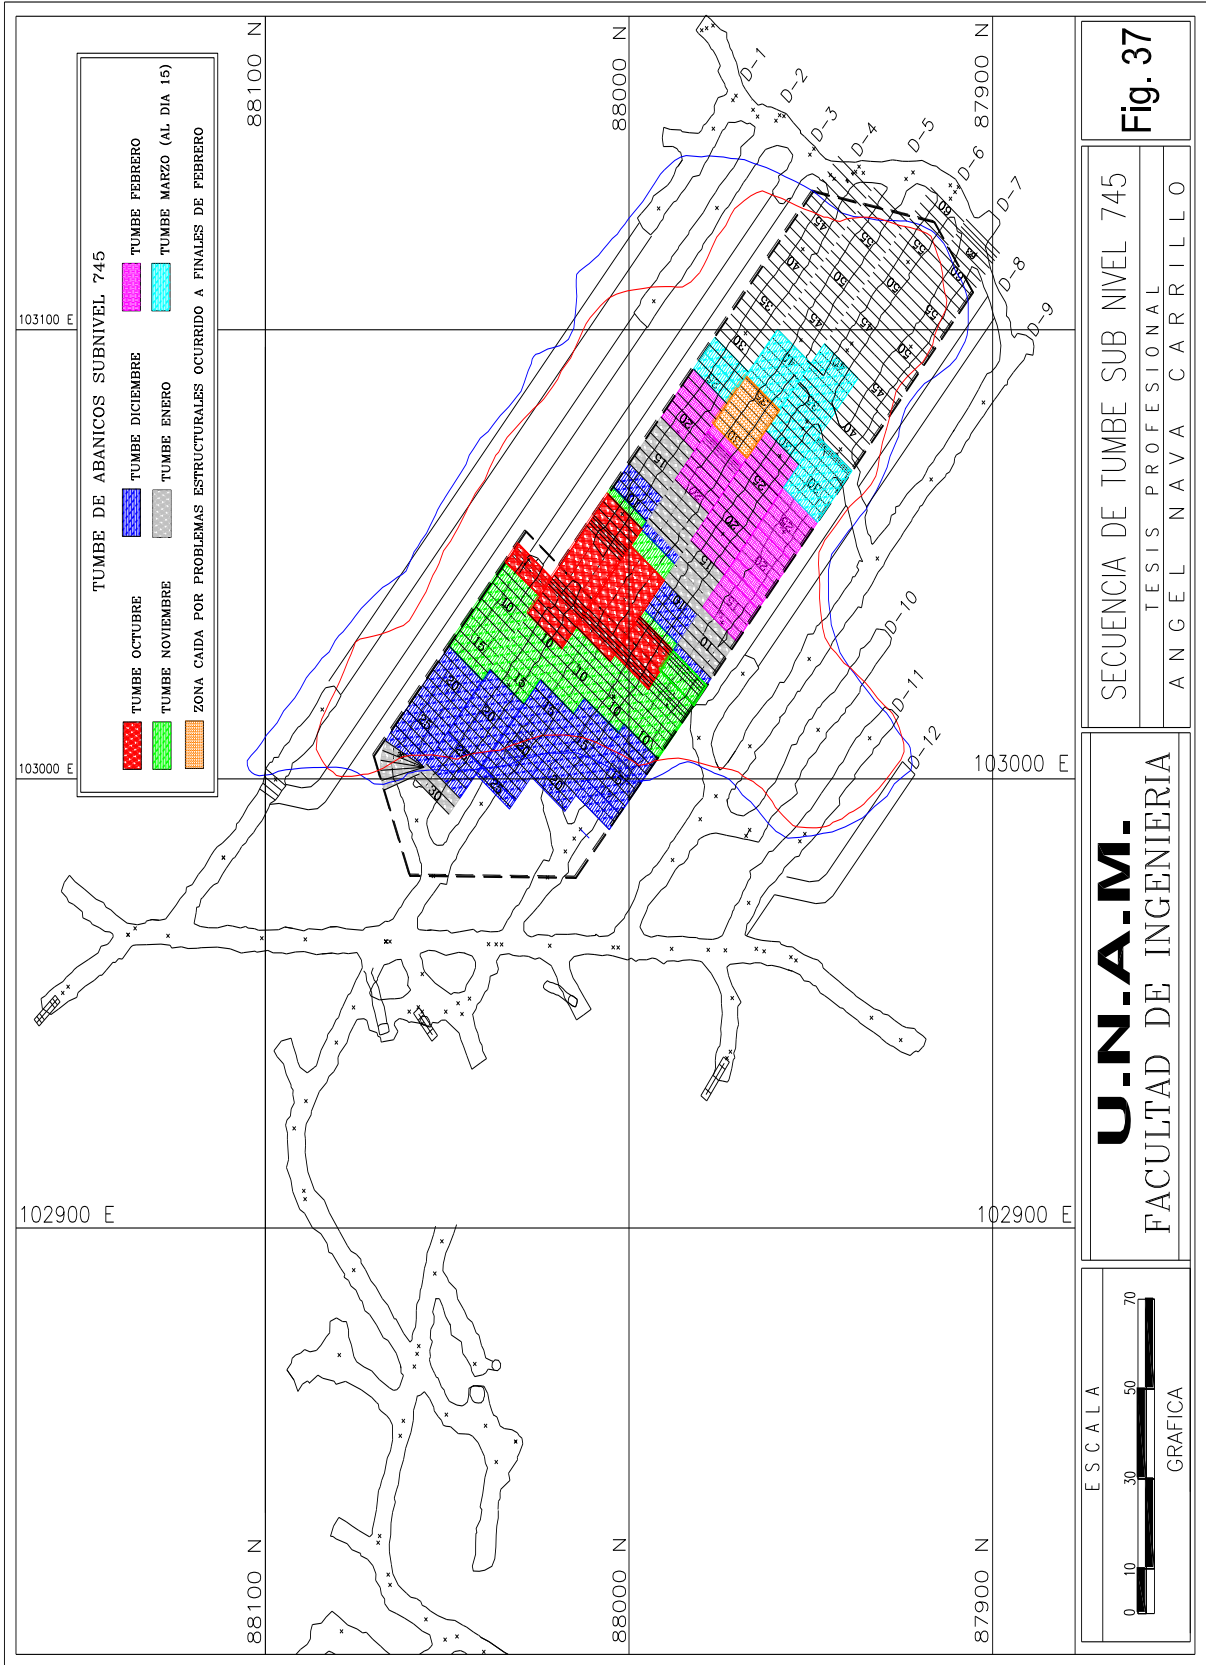 TUMBE DE ABANICOS SUBNIVEL 745
TUMBE OCTUBRE
TUMBE DICIEMBRE
TUMBE FEBRERO
TUMBE NOVIEMBRE
TUMBE ENERO
TUMBE MARZO (AL DIA 15)
ZONA CAIDA POR PROBLEMAS ESTRUCTURALES OCURRIDO A FINALES DE FEBRERO
102900 E
103000 E
103100 E
88100 N
88100 N
88000 N
88000 N
87900 N
87900 N
102900 E
103000 E
D-1
D-2
D-3
D-4
D-5
D-6
D-7
D-8
D-9
D-10
D-11
D-12
ESCALA
0 10 30 50 70
GRAFICA
U.N.A.M.
FACULTAD DE INGENIERIA
SECUENCIA DE TUMBE SUB NIVEL 745
TESIS PROFESIONAL
ANGEL NAVA CARRILLO
Fig. 37